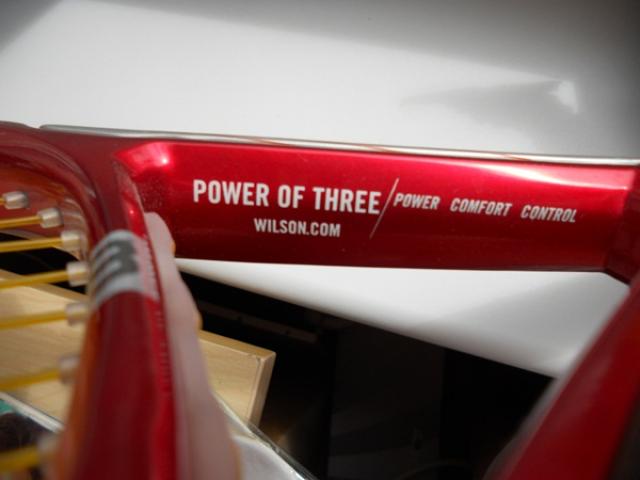 POWER OF THREE/POWER COMFORT CONTROL
WILSON.COM